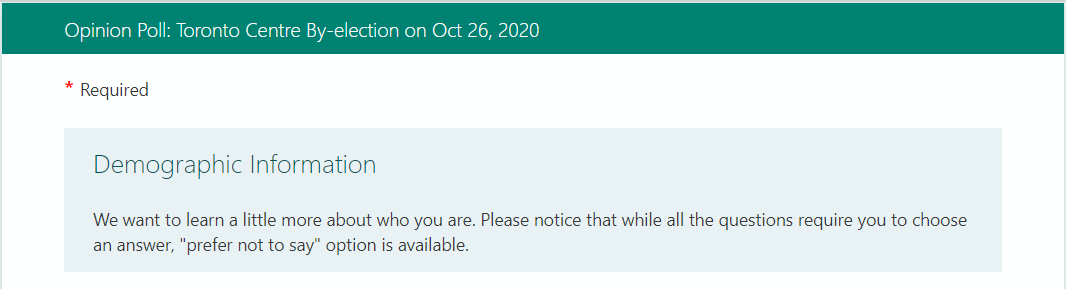 Opinion Poll: Toronto Centre By-election on Oct 26, 2020
* Required
Demographic Information
We want to learn a little more about who you are. Please notice that while all the questions require you to choose
an answer, "prefer not to say" option is available.